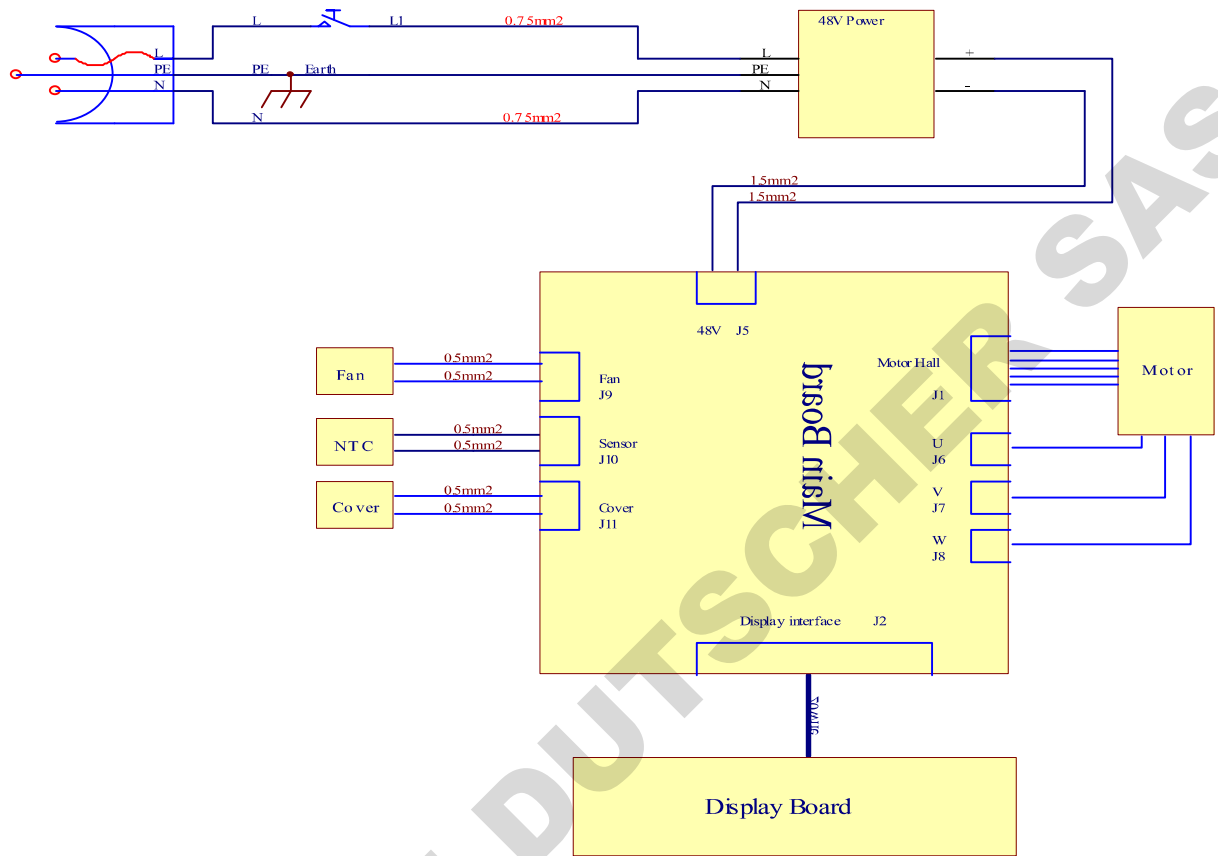 L L1 0.75mm2 48V Power
L L +
PE PE Earth PE
N N -
N 0.75mm2
1.5mm2
1.5mm2
48V J5
Fan 0.5mm2
0.5mm2
Fan
J9
Motor Hall
J1
Motor
NTC 0.5mm2
0.5mm2
Sensor
J10
U
J6
Cover 0.5mm2
0.5mm2
Cover
J11
V
J7
W
J8
Main Board
Display interface J2
20wire
Display Board
DUTSCHER SAS